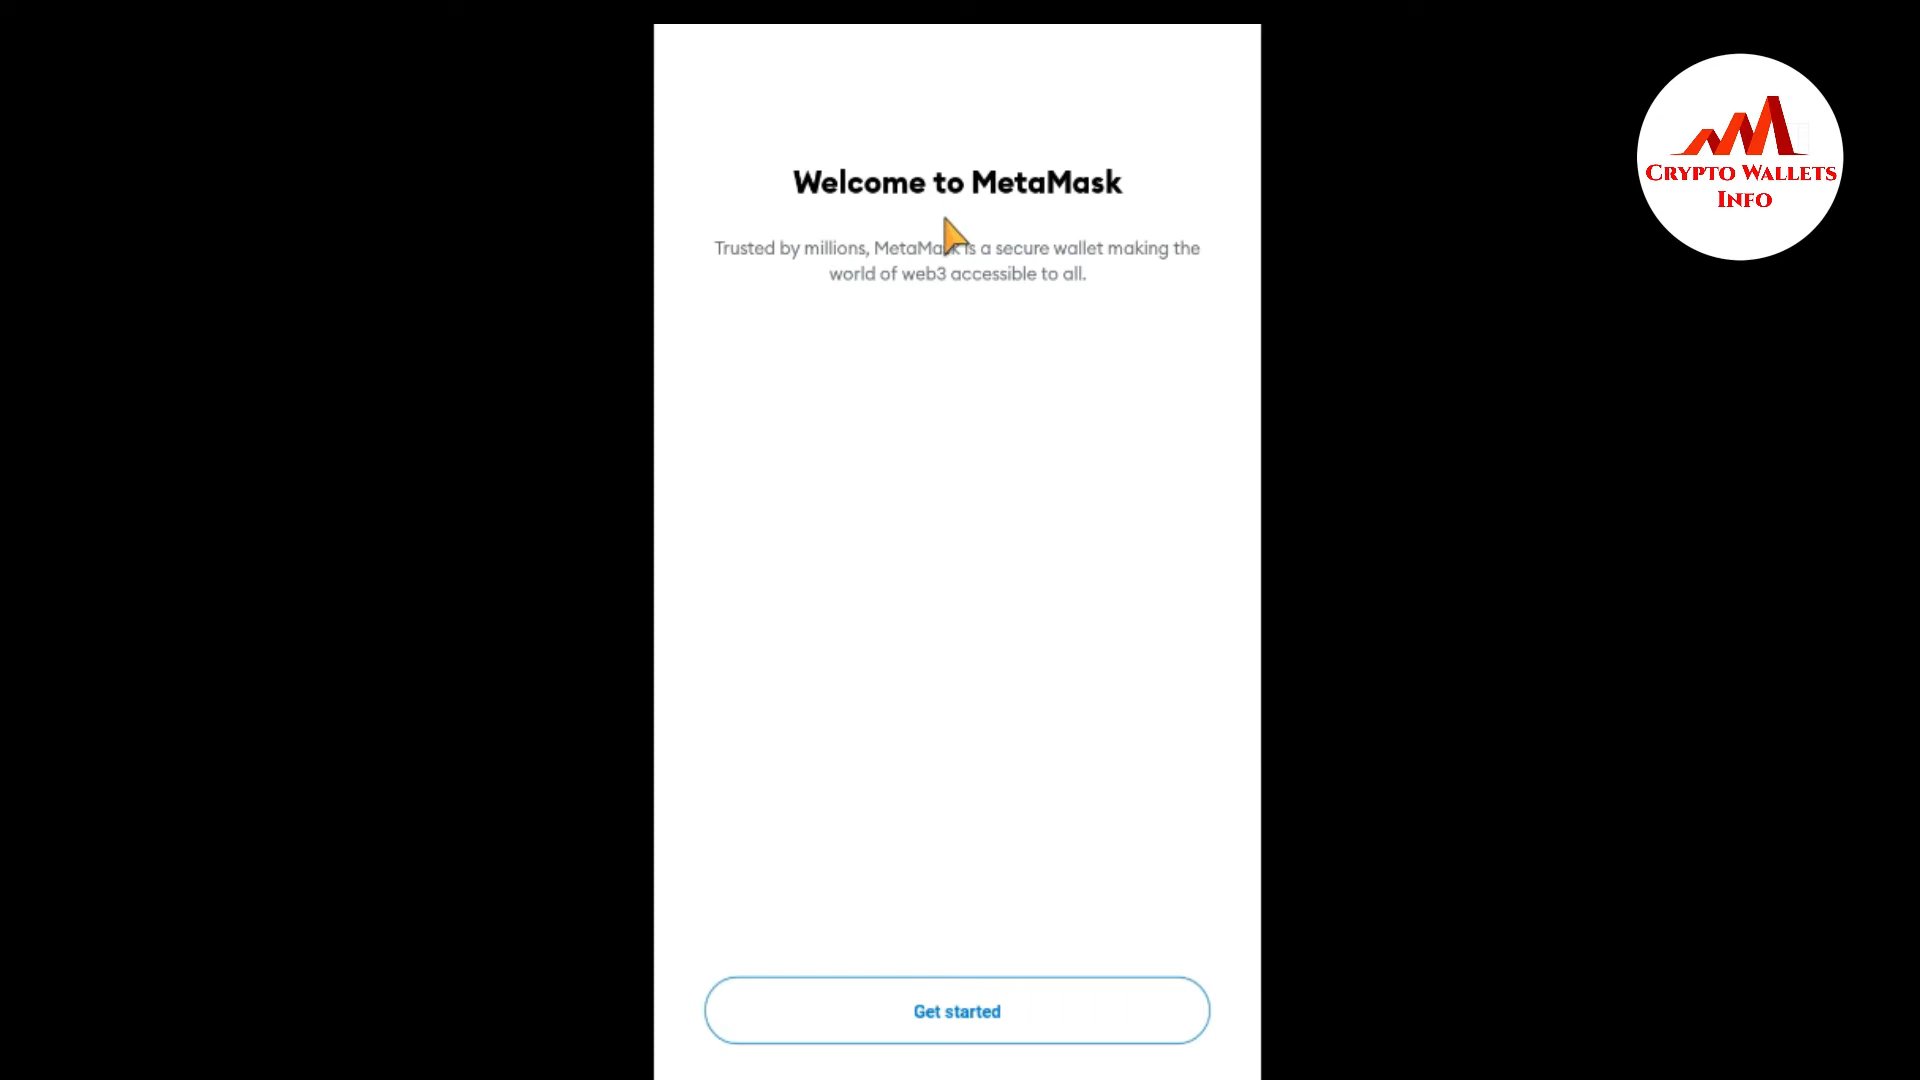 Welcome to MetaMask
Trusted by millions, MetaMask is a secure wallet making the
world of web3 accessible to all.
Get started
Crypto Wallets
Info